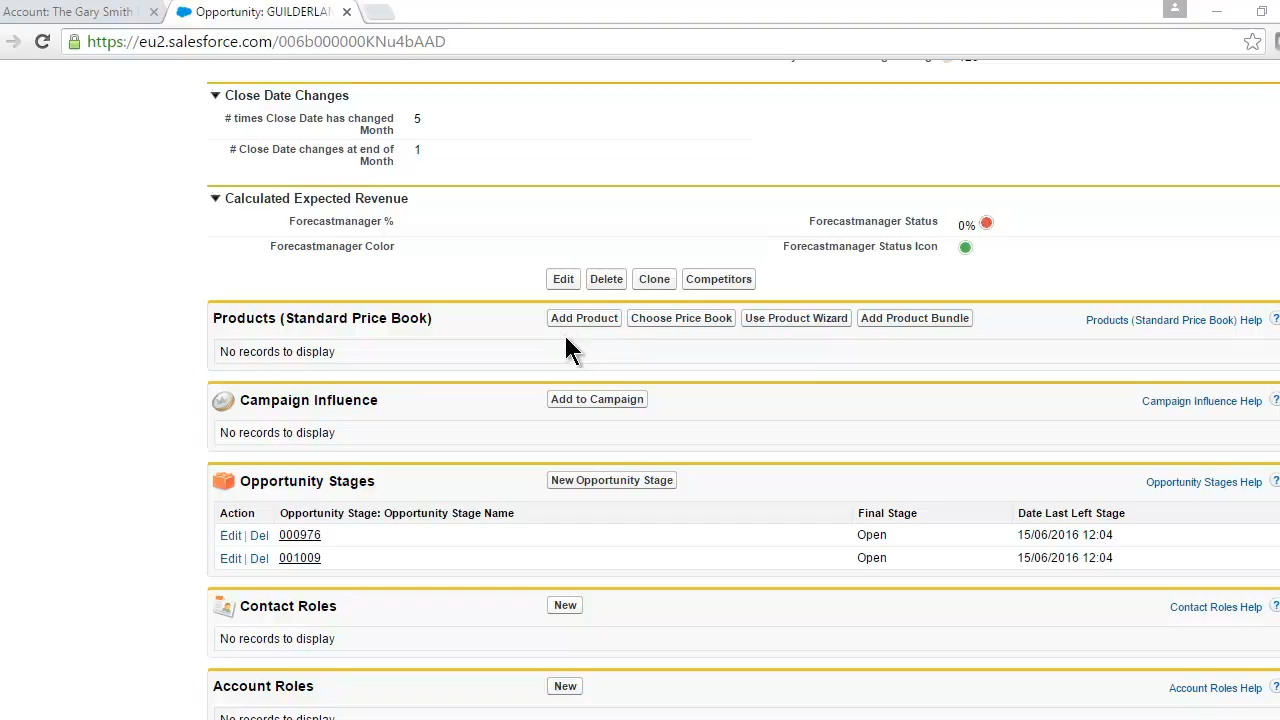 Account: The Gary Smith
Opportunity: GUILDERLAN
https://eu2.salesforce.com/006b000000KNu4bAAD
Close Date Changes
# times Close Date has changed Month 5
# Close Date changes at end of Month 1
Calculated Expected Revenue
Forecastmanager %
Forecastmanager Status 0%
Forecastmanager Color
Forecastmanager Status Icon
Edit Delete Clone Competitors
Products (Standard Price Book) Add Product Choose Price Book Use Product Wizard Add Product Bundle Products (Standard Price Book) Help ?
No records to display
Campaign Influence Add to Campaign Campaign Influence Help ?
No records to display
Opportunity Stages New Opportunity Stage Opportunity Stages Help ?
Action Opportunity Stage: Opportunity Stage Name Final Stage Date Last Left Stage
Edit | Del 000976 Open 15/06/2016 12:04
Edit | Del 001009 Open 15/06/2016 12:04
Contact Roles New Contact Roles Help ?
No records to display
Account Roles New Account Roles Help ?
No records to display